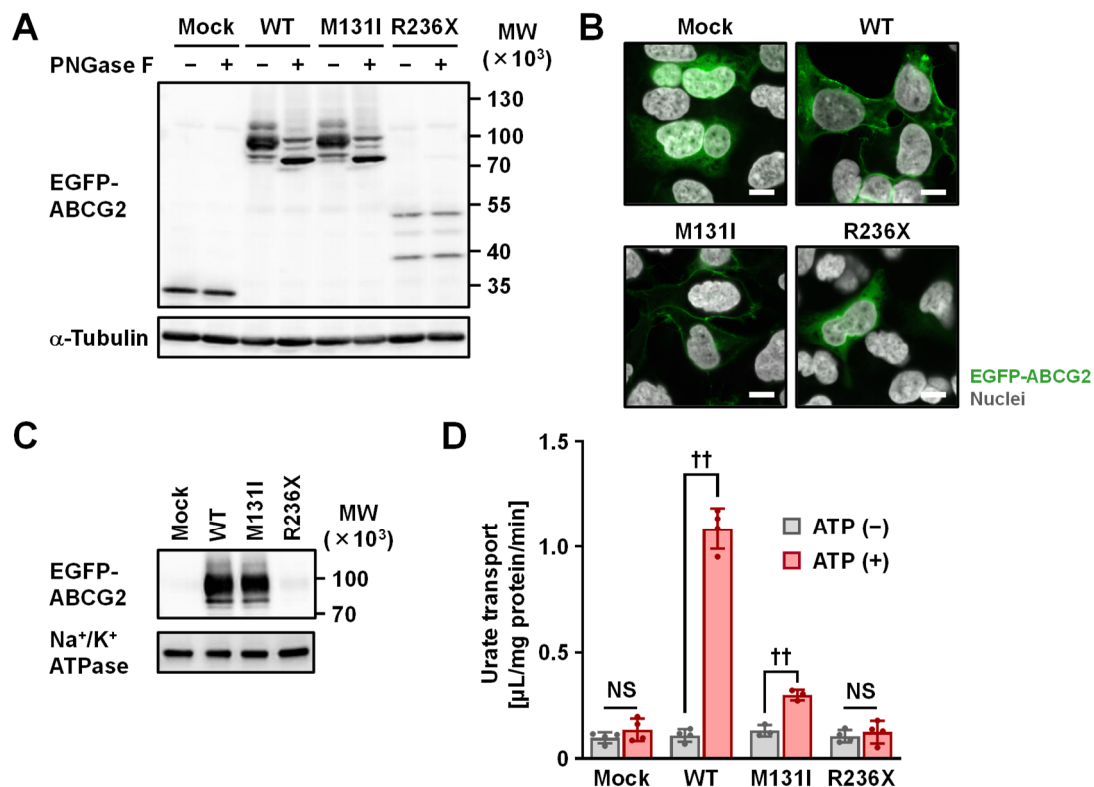 A
Mock WT M131I R236X MW
(×10³)
PNGase F − + − + − + − +
130
100
70
EGFP-
ABCG2
55
40
35
α-Tubulin
B
Mock WT
M131I R236X
EGFP-ABCG2
Nuclei
C
Mock WT M131I R236X MW
(×10³)
EGFP-
ABCG2
100
70
Na⁺/K⁺
ATPase
D
Urate transport
[μL/mg protein/min]
1.5
1.0
0.5
0
††
††
NS
NS
ATP (−)
ATP (+)
Mock WT M131I R236X